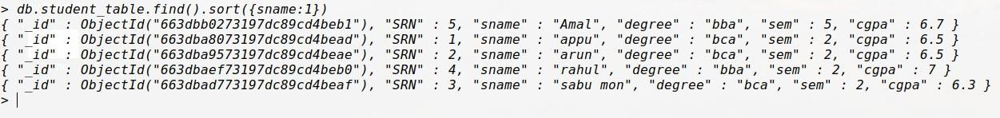 > db.student_table.find().sort({sname:1})
{ "_id" : ObjectId("663dbb0273197dc89cd4beb1"), "SRN" : 5, "sname" : "Amal", "degree" : "bba", "sem" : 5, "cgpa" : 6.7 }
{ "_id" : ObjectId("663dba8073197dc89cd4bead"), "SRN" : 1, "sname" : "appu", "degree" : "bca", "sem" : 2, "cgpa" : 6.5 }
{ "_id" : ObjectId("663dba9573197dc89cd4beae"), "SRN" : 2, "sname" : "arun", "degree" : "bca", "sem" : 2, "cgpa" : 6.5 }
{ "_id" : ObjectId("663dbaef73197dc89cd4beb0"), "SRN" : 4, "sname" : "rahul", "degree" : "bba", "sem" : 2, "cgpa" : 7 }
{ "_id" : ObjectId("663dbad773197dc89cd4beaf"), "SRN" : 3, "sname" : "sabu mon", "degree" : "bca", "sem" : 2, "cgpa" : 6.3 }
>